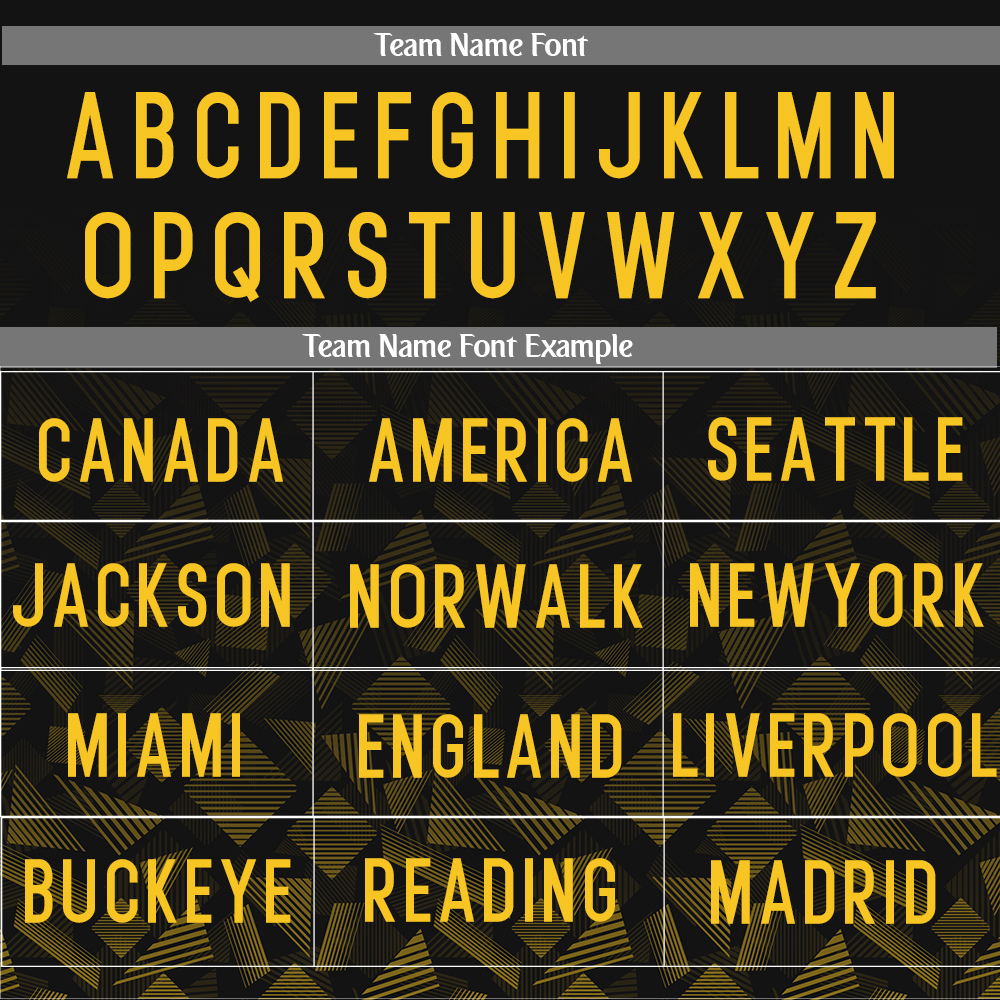 Team Name Font
ABCDEFGHIJKLMN
OPQRSTUVWXYZ
Team Name Font Example
CANADA AMERICA SEATTLE
JACKSON NORWALK NEWYORK
MIAMI ENGLAND LIVERPOOL
BUCKEYE READING MADRID